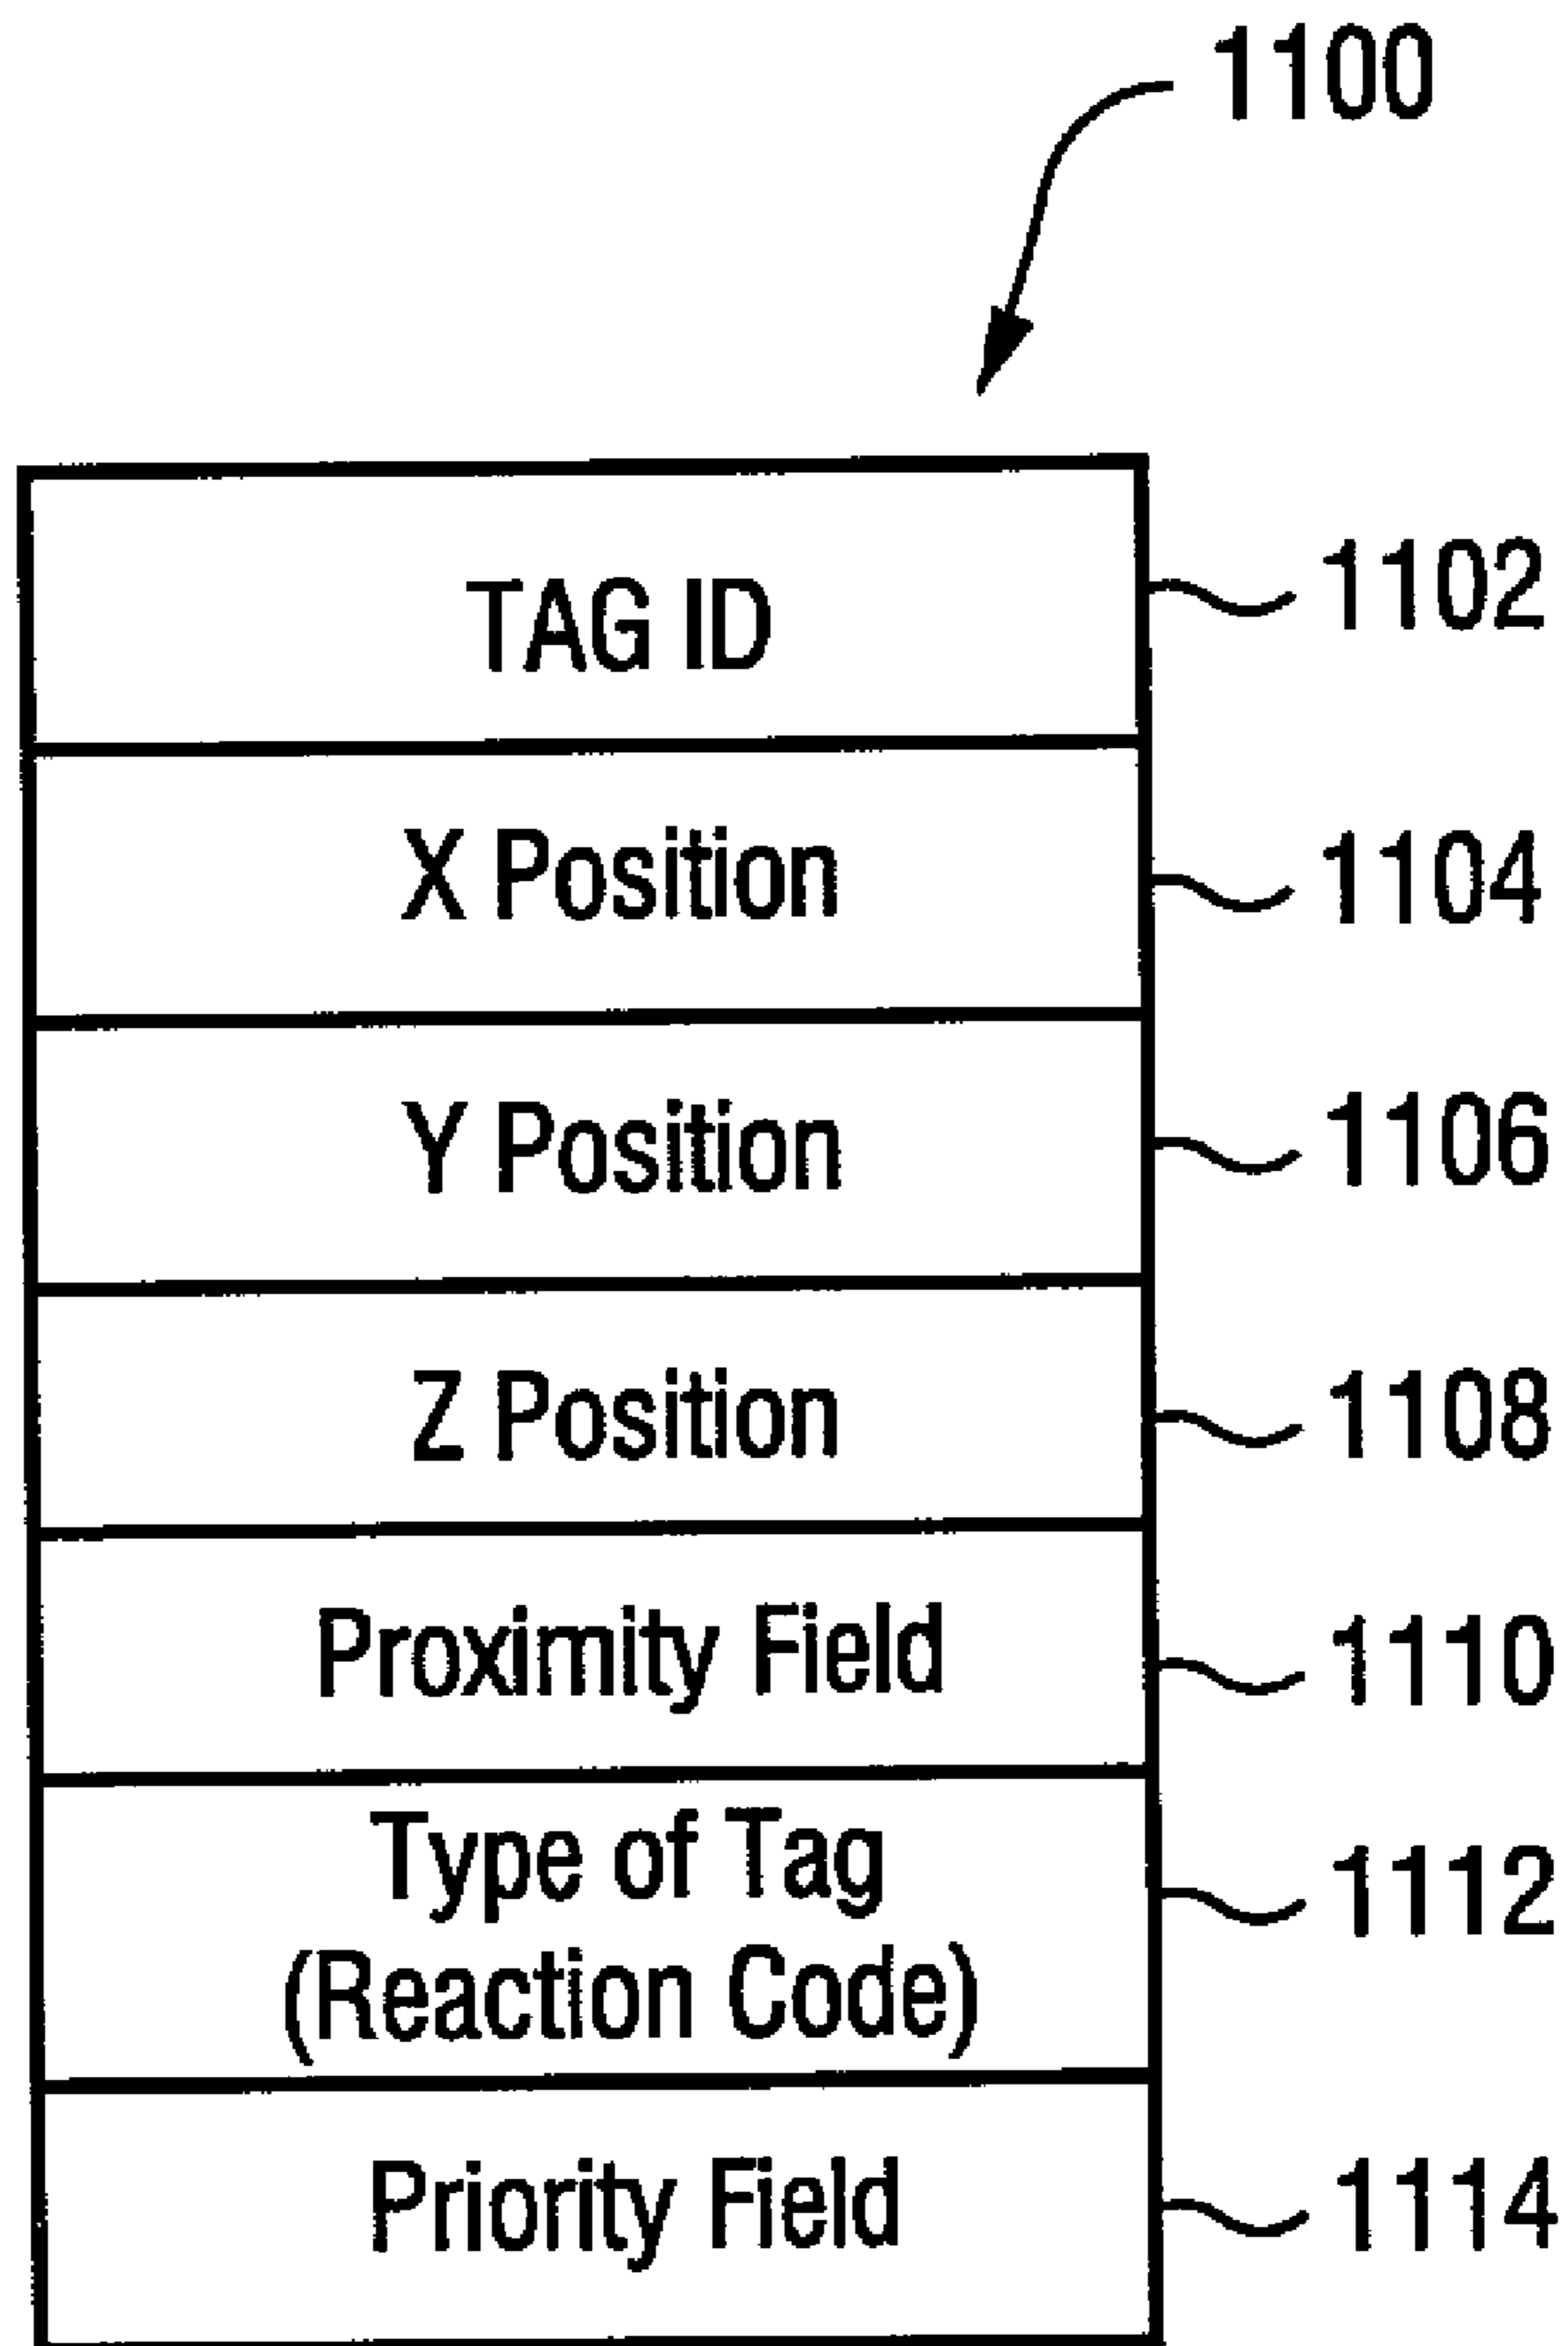 1100
TAG ID 1102
X Position 1104
Y Position 1106
Z Position 1108
Proximity Field 1110
Type of Tag 1112
(Reaction Code)
Priority Field 1114